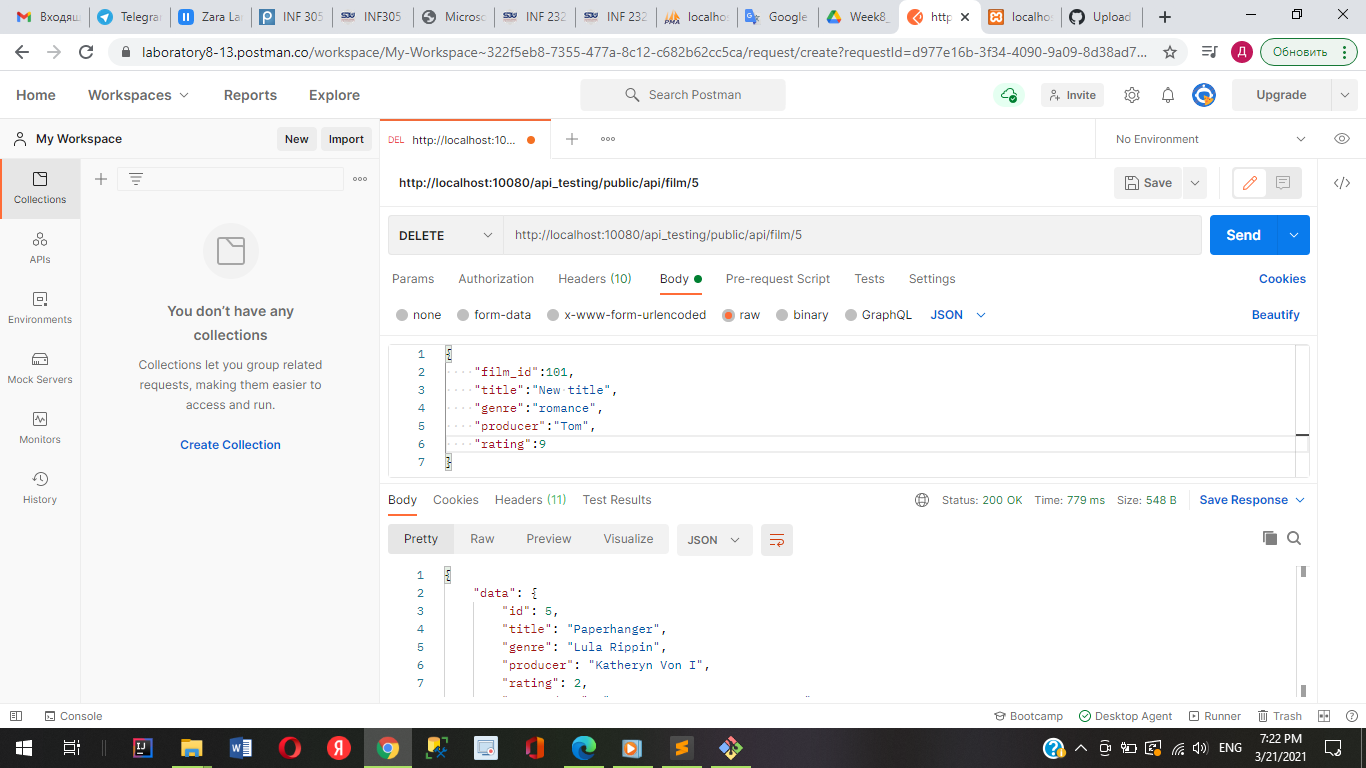 Входящ
Telegrar
Zara Lar
INF 305
INF305
Microsc
INF 232
INF 232
localhos
Google
Week8_
http
localhos
Upload
laboratory8-13.postman.co/workspace/My-Workspace~322f5eb8-7355-477a-8c12-c682b62cc5ca/request/create?requestId=d977e16b-3f34-4090-9a09-8d38ad7...
Д
Обновить
Home
Workspaces
Reports
Explore
Search Postman
Invite
Upgrade
My Workspace
New
Import
DEL http://localhost:10...
No Environment
Collections
APIs
Environments
Mock Servers
Monitors
History
You don't have any
collections
Collections let you group related
requests, making them easier to
access and run.
Create Collection
http://localhost:10080/api_testing/public/api/film/5
Save
DELETE
http://localhost:10080/api_testing/public/api/film/5
Send
Params
Authorization
Headers (10)
Body
Pre-request Script
Tests
Settings
Cookies
none
form-data
x-www-form-urlencoded
raw
binary
GraphQL
JSON
Beautify
1 {
2 "film_id":101,
3 "title":"New title",
4 "genre":"romance",
5 "producer":"Tom",
6 "rating":9
7 }
Body
Cookies
Headers (11)
Test Results
Status: 200 OK
Time: 779 ms
Size: 548 B
Save Response
Pretty
Raw
Preview
Visualize
JSON
1 {
2 "data": {
3 "id": 5,
4 "title": "Paperhanger",
5 "genre": "Lula Rippin",
6 "producer": "Katheryn Von I",
7 "rating": 2,
Console
Bootcamp
Desktop Agent
Runner
Trash
ENG
7:22 PM
3/21/2021